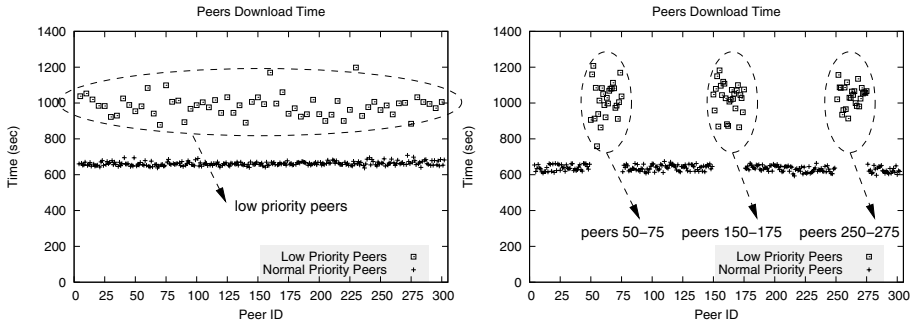 Peers Download Time
1400
1200
1000
800
600
400
200
0
Time (sec)
low priority peers
Low Priority Peers
Normal Priority Peers
0 25 50 75 100 125 150 175 200 225 250 275 300
Peer ID
Peers Download Time
1400
1200
1000
800
600
400
200
0
Time (sec)
peers 50–75 peers 150–175 peers 250–275
Low Priority Peers
Normal Priority Peers
0 25 50 75 100 125 150 175 200 225 250 275 300
Peer ID